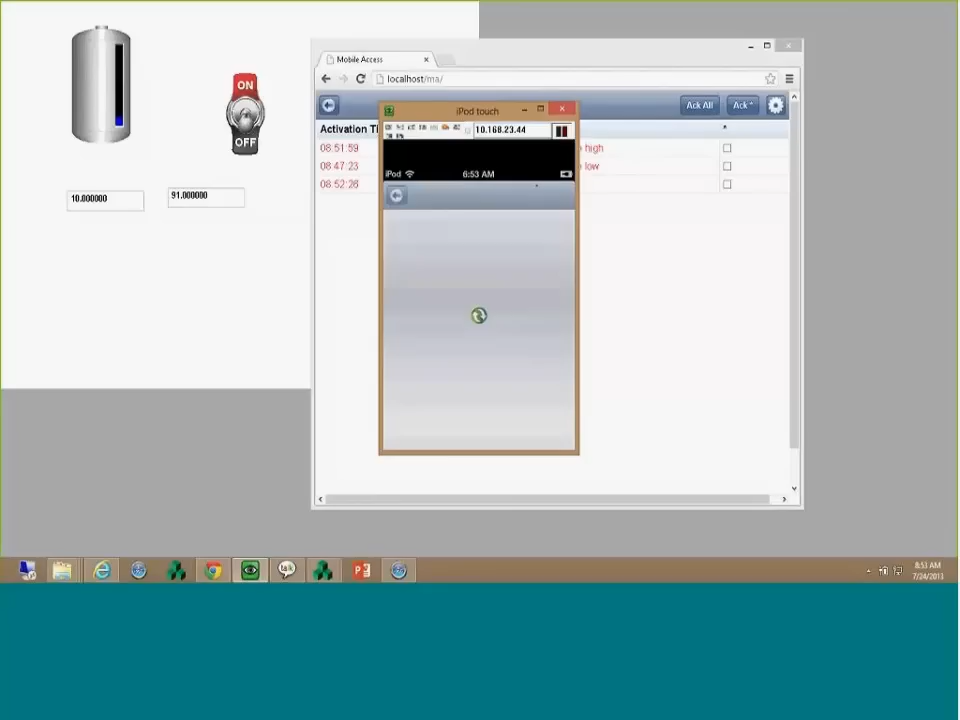 ON
OFF
10.000000
91.000000
Mobile Access
localhost/ma/
Ack All
Ack
Activation Ti
08:51:59
high
08:47:23
low
08:52:26
iPod touch
10.168.23.44
iPod
6:53 AM
talk
8:53 AM
7/24/2013